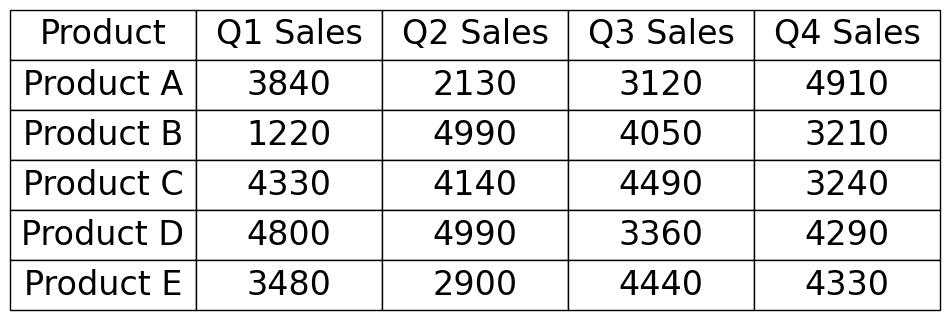 Product Q1 Sales Q2 Sales Q3 Sales Q4 Sales
Product A 3840 2130 3120 4910
Product B 1220 4990 4050 3210
Product C 4330 4140 4490 3240
Product D 4800 4990 3360 4290
Product E 3480 2900 4440 4330